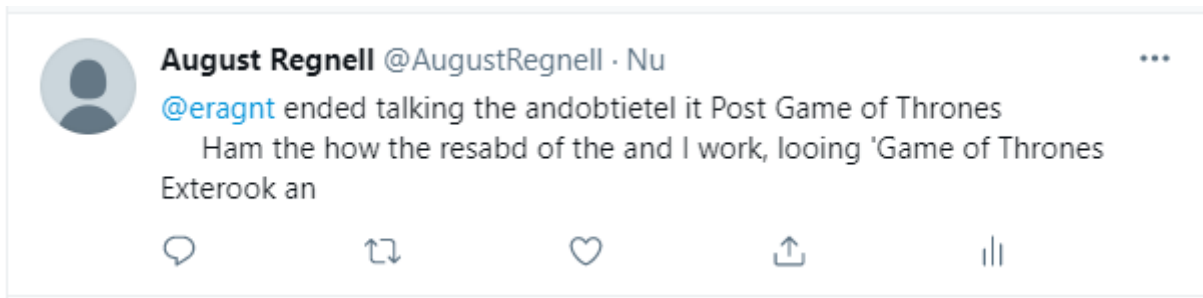 August Regnell @AugustRegnell · Nu
@eragnt ended talking the andobtietel it Post Game of Thrones
Ham the how the resabd of the and I work, looing 'Game of Thrones
Exterook an